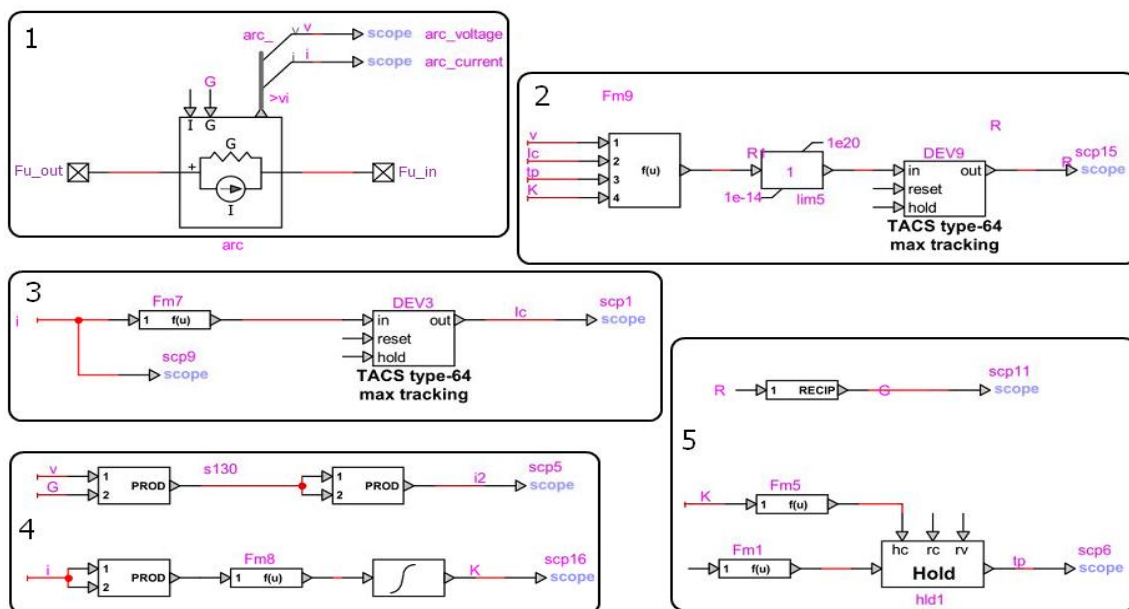 1
arc_ v v scope arc_voltage
i i scope arc_current
G >vi
I G
G
Fu_out + Fu_in
I
arc
2
Fm9 R
v 1
Ic 2
tp 3
K 4
f(u)
R1 1 1e20
1e-14 lim5
DEV9
in out
reset
hold
R scp15
scope
TACS type-64
max tracking
3
i
Fm7
1 f(u)
DEV3
in out
reset
hold
Ic scp1
scope
scp9
scope
TACS type-64
max tracking
4
v 1
G 2
PROD
s130
1
2
PROD
i2 scp5
scope
i 1
2
PROD
Fm8
1 f(u)
K scp16
scope
5
R 1 RECIP G scp11
scope
K Fm5
1 f(u)
hc rc rv
Fm1
1 f(u)
Hold
tp scp6
scope
hld1